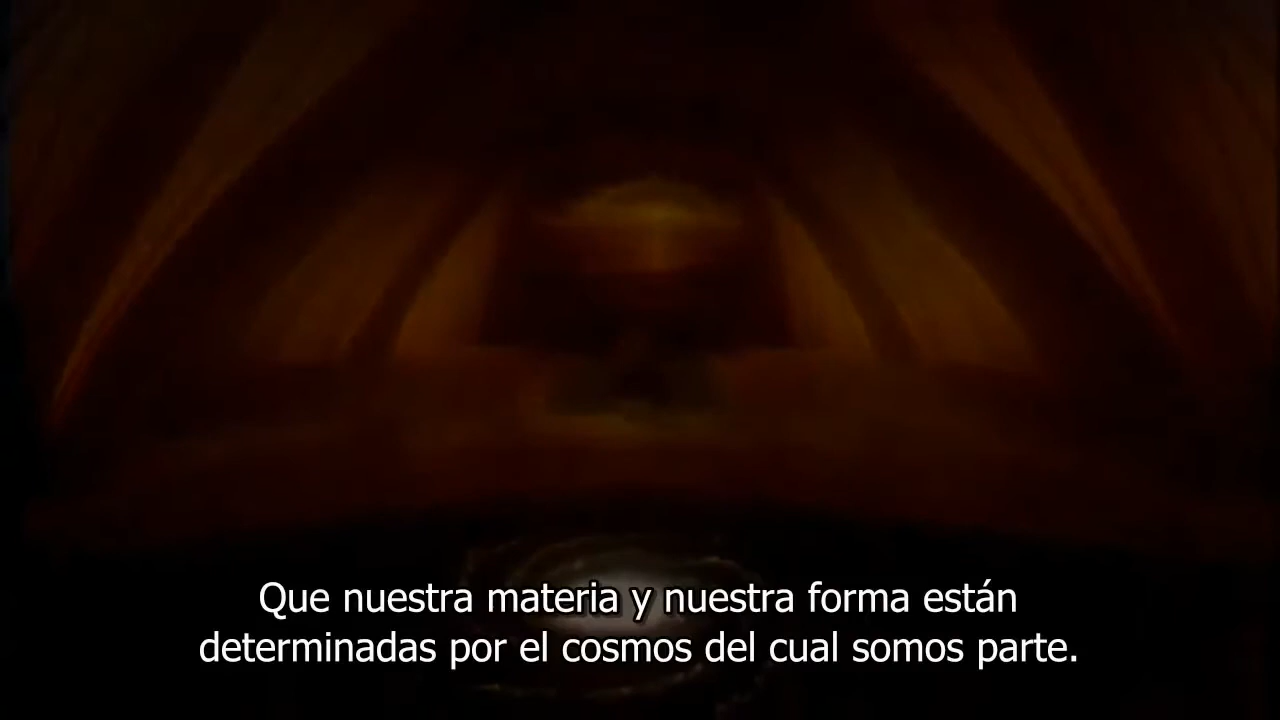 Que nuestra materia y nuestra forma están
determinadas por el cosmos del cual somos parte.